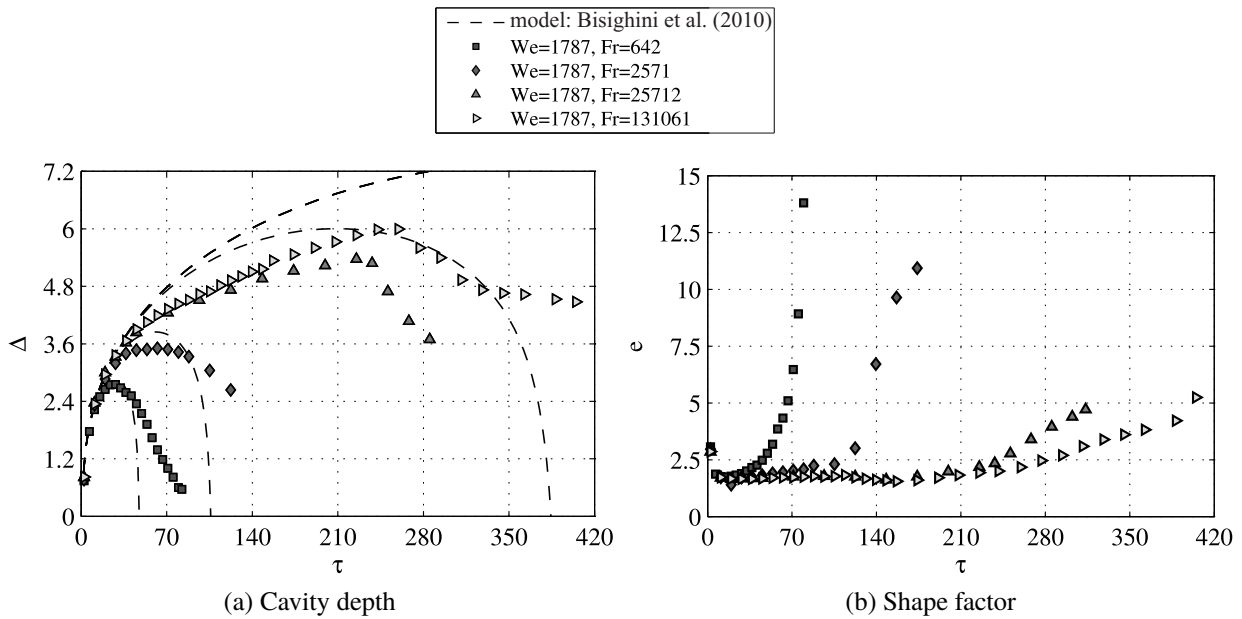 model: Bisighini et al. (2010)
We=1787, Fr=642
We=1787, Fr=2571
We=1787, Fr=25712
We=1787, Fr=131061
7.2
6
4.8
3.6
2.4
1.2
0
Δ
0 70 140 210 280 350 420
τ
(a) Cavity depth
15
12.5
10
7.5
5
2.5
0
e
0 70 140 210 280 350 420
τ
(b) Shape factor